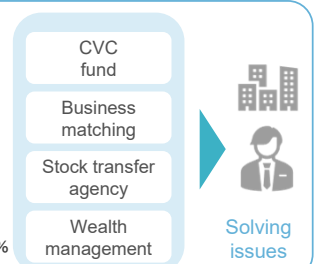 CVC
fund
Business
matching
Stock transfer
agency
Wealth
management
%
Solving
issues